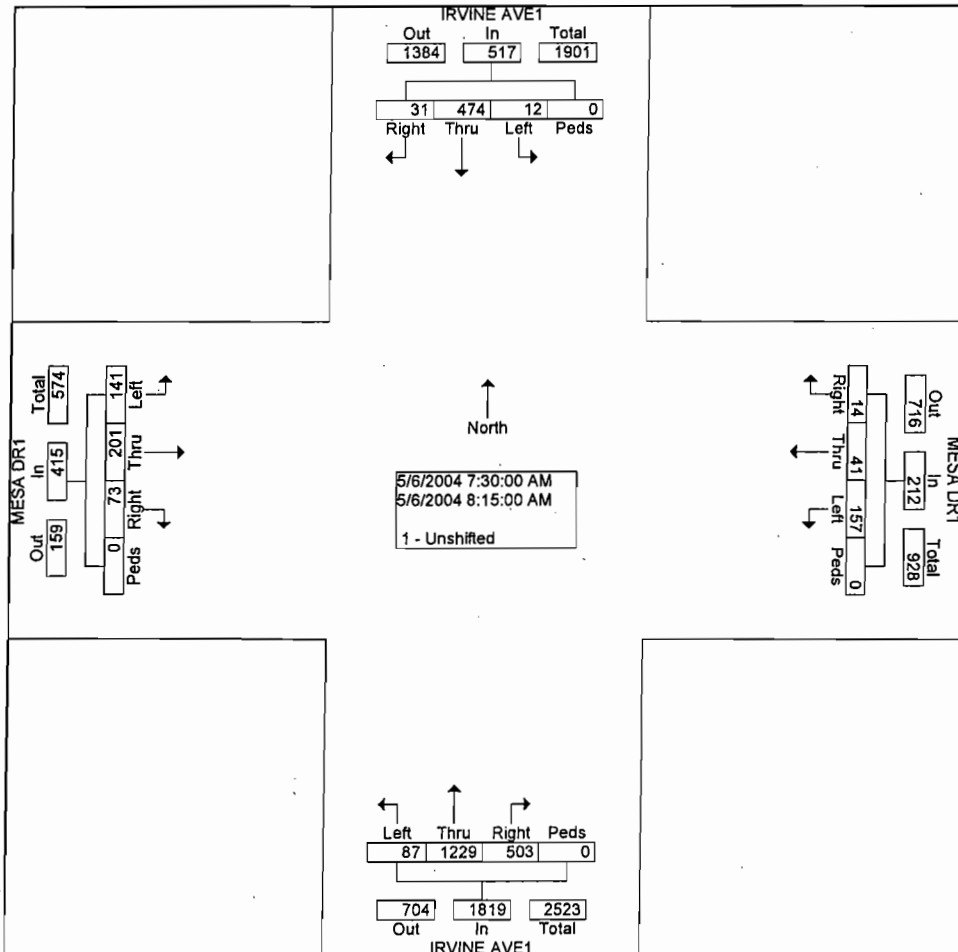 IRVINE AVE1
Out In Total
1384 517 1901
31 474 12 0
Right Thru Left Peds
MESA DR1
Total In Out
574 415 159
141 201 73 0
Left Thru Right Peds
North
5/6/2004 7:30:00 AM
5/6/2004 8:15:00 AM
1 - Unshifted
Right Thru Left Peds
14 41 157 0
Out In Total
716 212 928
MESA DR1
Left Thru Right Peds
87 1229 503 0
704 1819 2523
Out In Total
IRVINE AVE1